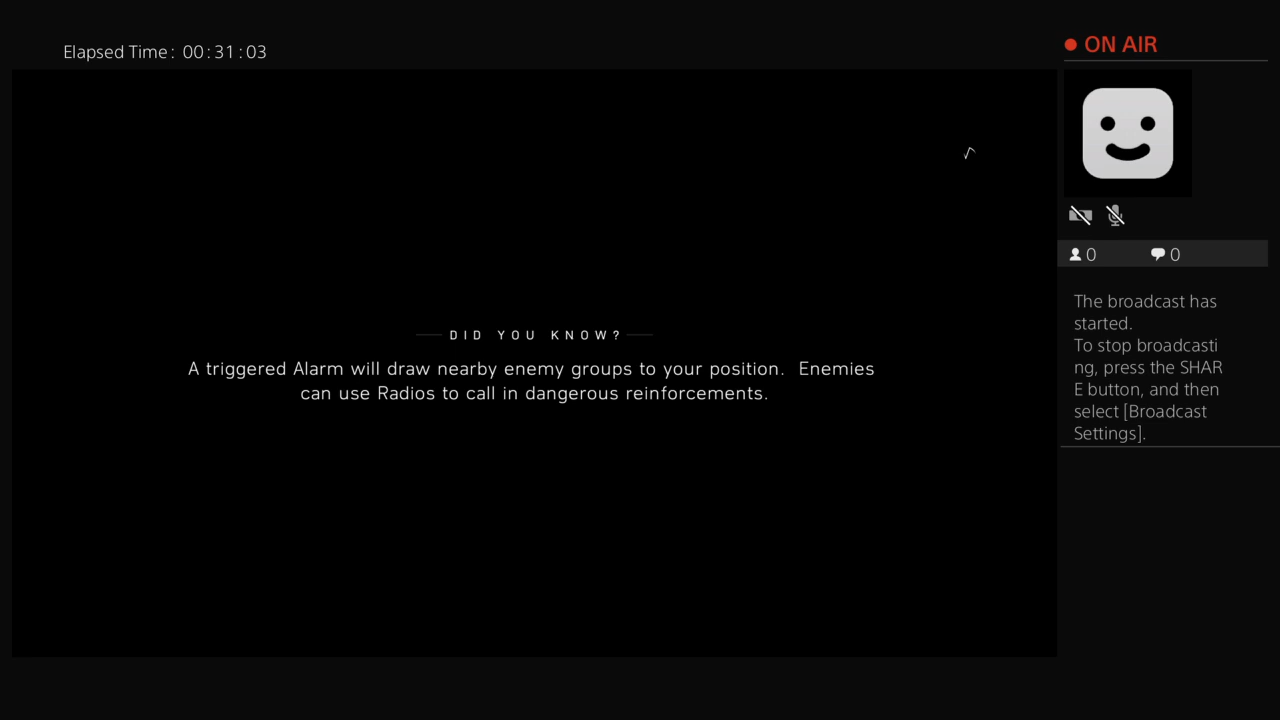 Elapsed Time: 00:31:03
ON AIR
0 0
DID YOU KNOW?
A triggered Alarm will draw nearby enemy groups to your position.  Enemies
can use Radios to call in dangerous reinforcements.
The broadcast has
started.
To stop broadcasti
ng, press the SHAR
E button, and then
select [Broadcast
Settings].